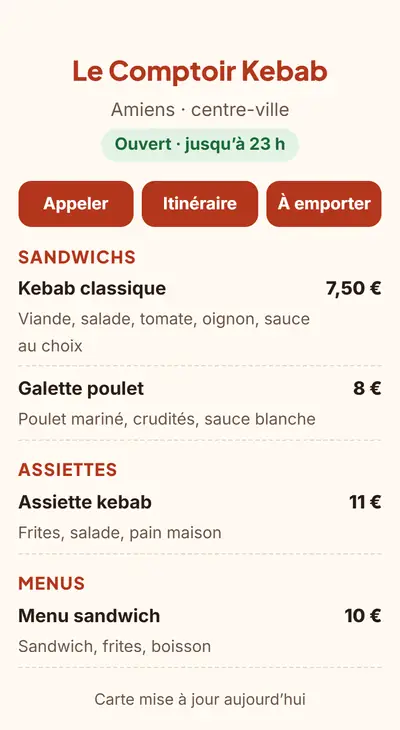 Le Comptoir Kebab
Amiens · centre-ville
Ouvert · jusqu’à 23 h
Appeler Itinéraire À emporter
SANDWICHS
Kebab classique 7,50 €
Viande, salade, tomate, oignon, sauce
au choix
Galette poulet 8 €
Poulet mariné, crudités, sauce blanche
ASSIETTES
Assiette kebab 11 €
Frites, salade, pain maison
MENUS
Menu sandwich 10 €
Sandwich, frites, boisson
Carte mise à jour aujourd’hui